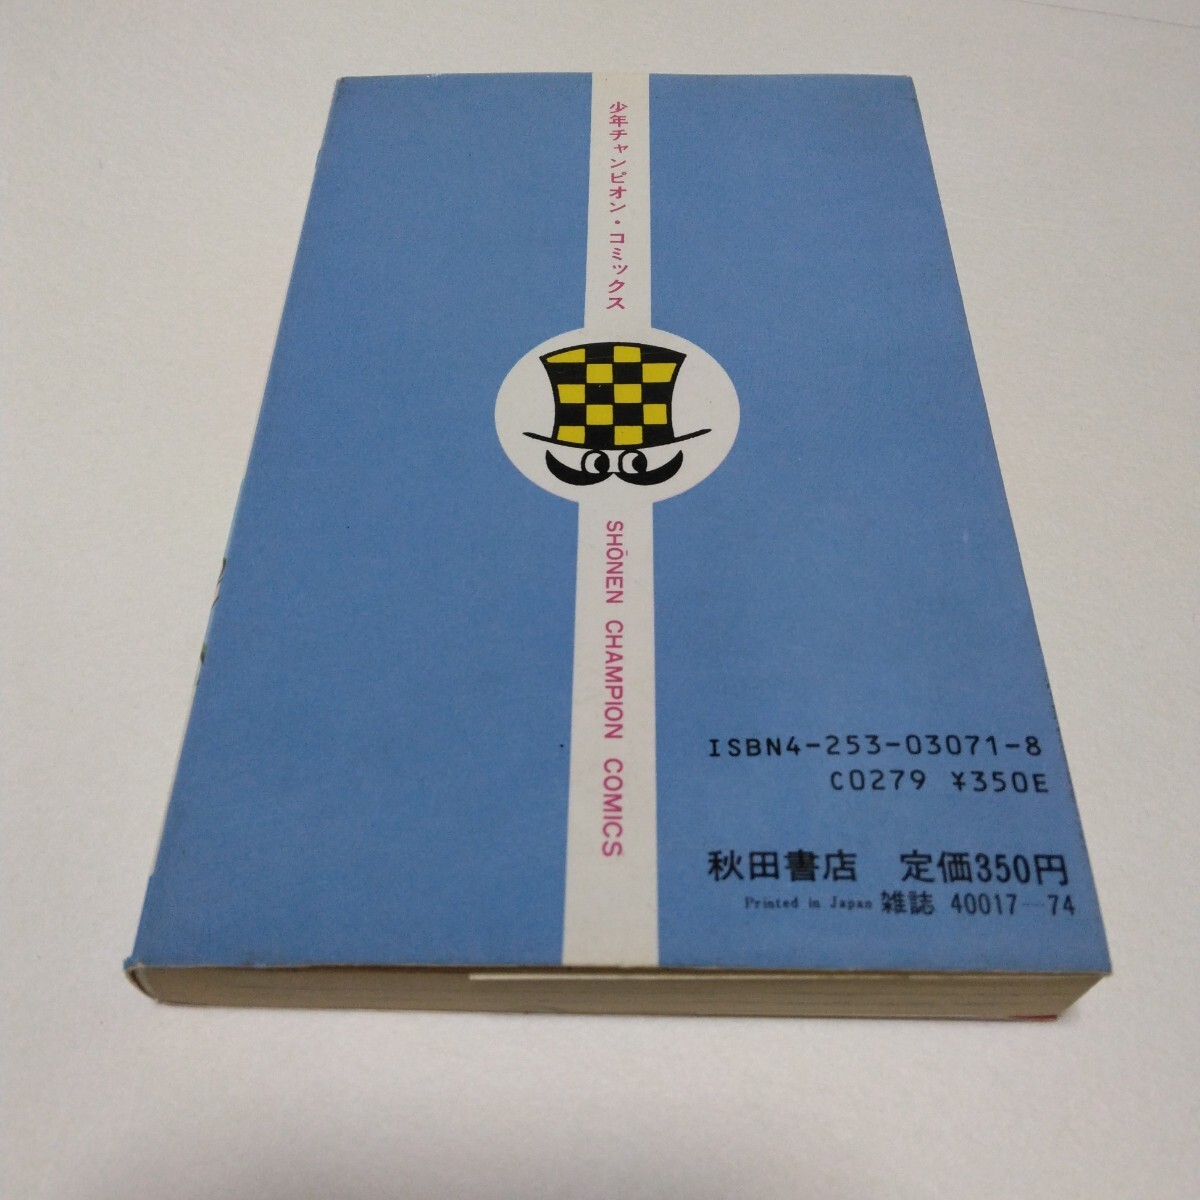 少年チャンピオン・コミックス
SHŌNEN CHAMPION COMICS
ISBN4-253-03071-8
C0279 ¥350E
秋田書店 定価350円
Printed in Japan 雑誌 40017—74